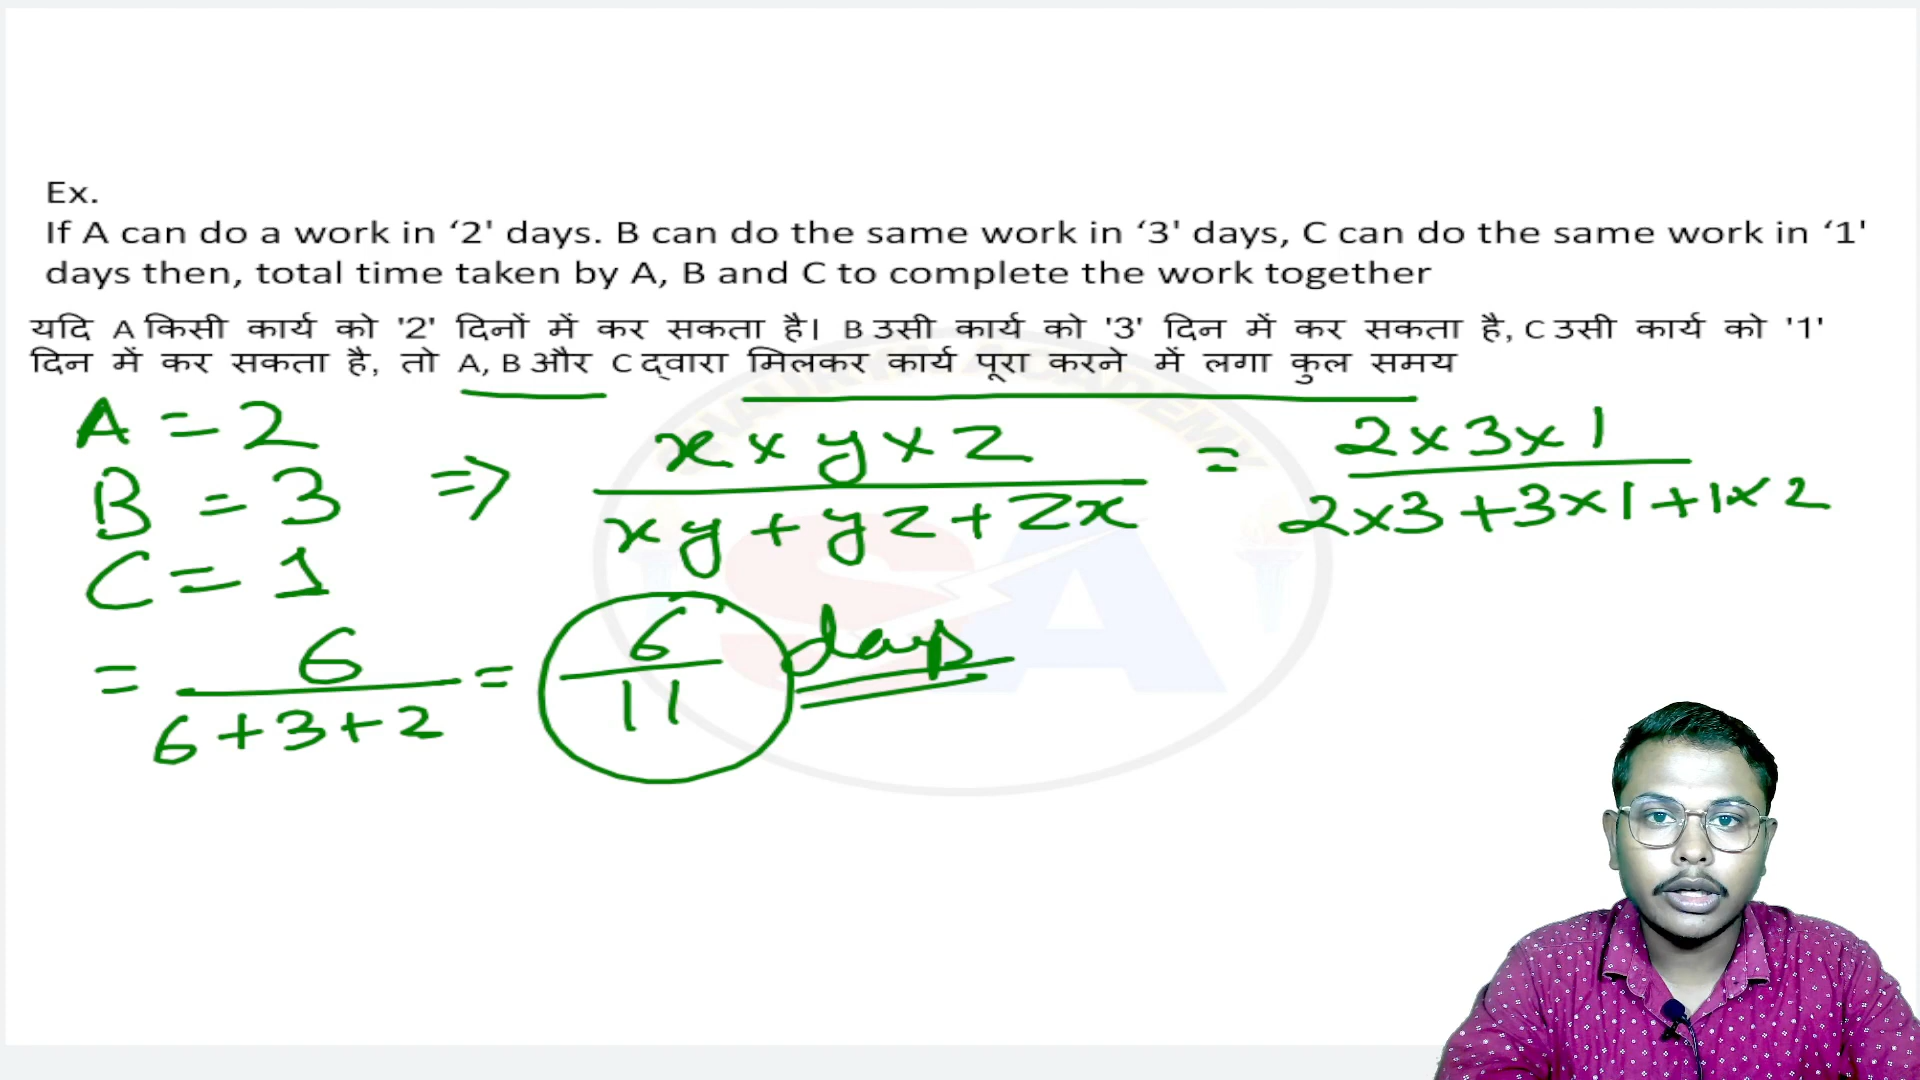 Ex.
If A can do a work in ‘2' days. B can do the same work in ‘3' days, C can do the same work in ‘1'
days then, total time taken by A, B and C to complete the work together
यदि A किसी कार्य को '2' दिनों में कर सकता है। B उसी कार्य को '3' दिन में कर सकता है, C उसी कार्य को '1'
दिन में कर सकता है, तो A, B और C द्वारा मिलकर कार्य पूरा करने में लगा कुल समय
A = 2
B = 3
C = 1
⇒ x × y × z / xy + yz + zx = 2×3×1 / 2×3+3×1+1×2
= 6 / 6+3+2 = 6 / 11 days
SA
ACADEMY